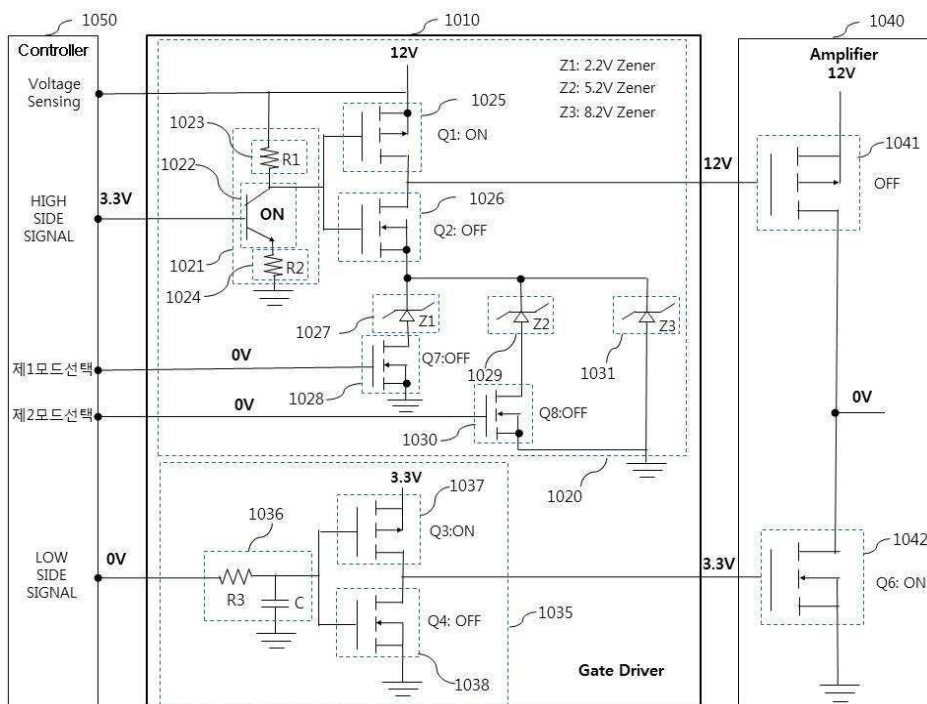 1050
1010
1040
Controller
Amplifier
12V
12V
Z1: 2.2V Zener
Z2: 5.2V Zener
Z3: 8.2V Zener
Voltage
Sensing
1025
1023
Q1: ON
1041
R1
1022
12V
OFF
HIGH
SIDE
SIGNAL
3.3V
ON
1026
Q2: OFF
1021
R2
1024
1027
Z1
Z2
Z3
0V
Q7:OFF
1029
1031
제1모드선택
1028
0V
제2모드선택
Q8:OFF
0V
1030
1020
3.3V
1037
1036
Q3:ON
1042
LOW
SIDE
SIGNAL
0V
3.3V
R3
C
Q6: ON
Q4: OFF
1035
1038
Gate Driver